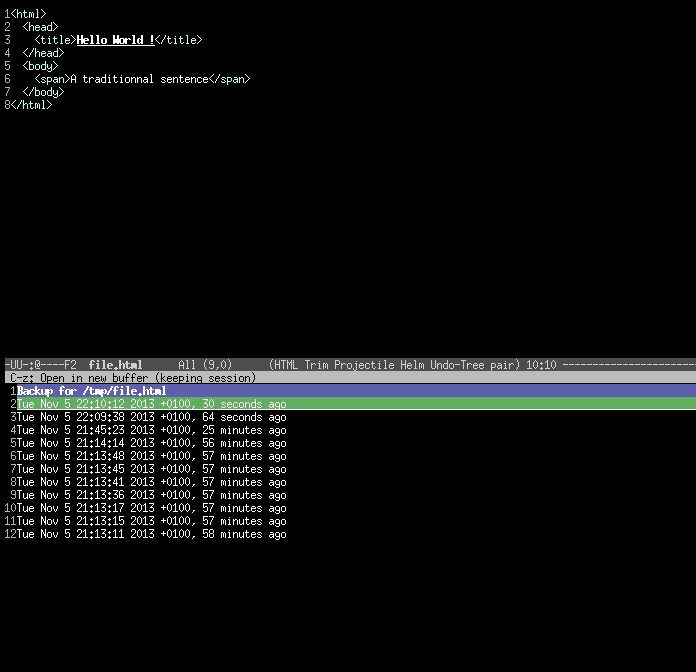 1<html>
2  <head>
3    <title>Hello World !</title>
4  </head>
5  <body>
6    <span>A traditionnal sentence</span>
7  </body>
8</html>
-UU-:@----F2  file.html      All (9,0)      (HTML Trim Projectile Helm Undo-Tree pair) 10:10 -----------------------
C-z: Open in new buffer (keeping session)
1Backup for /tmp/file.html
2Tue Nov 5 22:10:12 2013 +0100, 30 seconds ago
3Tue Nov 5 22:09:38 2013 +0100, 64 seconds ago
4Tue Nov 5 21:45:23 2013 +0100, 25 minutes ago
5Tue Nov 5 21:14:14 2013 +0100, 56 minutes ago
6Tue Nov 5 21:13:48 2013 +0100, 57 minutes ago
7Tue Nov 5 21:13:45 2013 +0100, 57 minutes ago
8Tue Nov 5 21:13:41 2013 +0100, 57 minutes ago
9Tue Nov 5 21:13:36 2013 +0100, 57 minutes ago
10Tue Nov 5 21:13:17 2013 +0100, 57 minutes ago
11Tue Nov 5 21:13:15 2013 +0100, 57 minutes ago
12Tue Nov 5 21:13:11 2013 +0100, 58 minutes ago